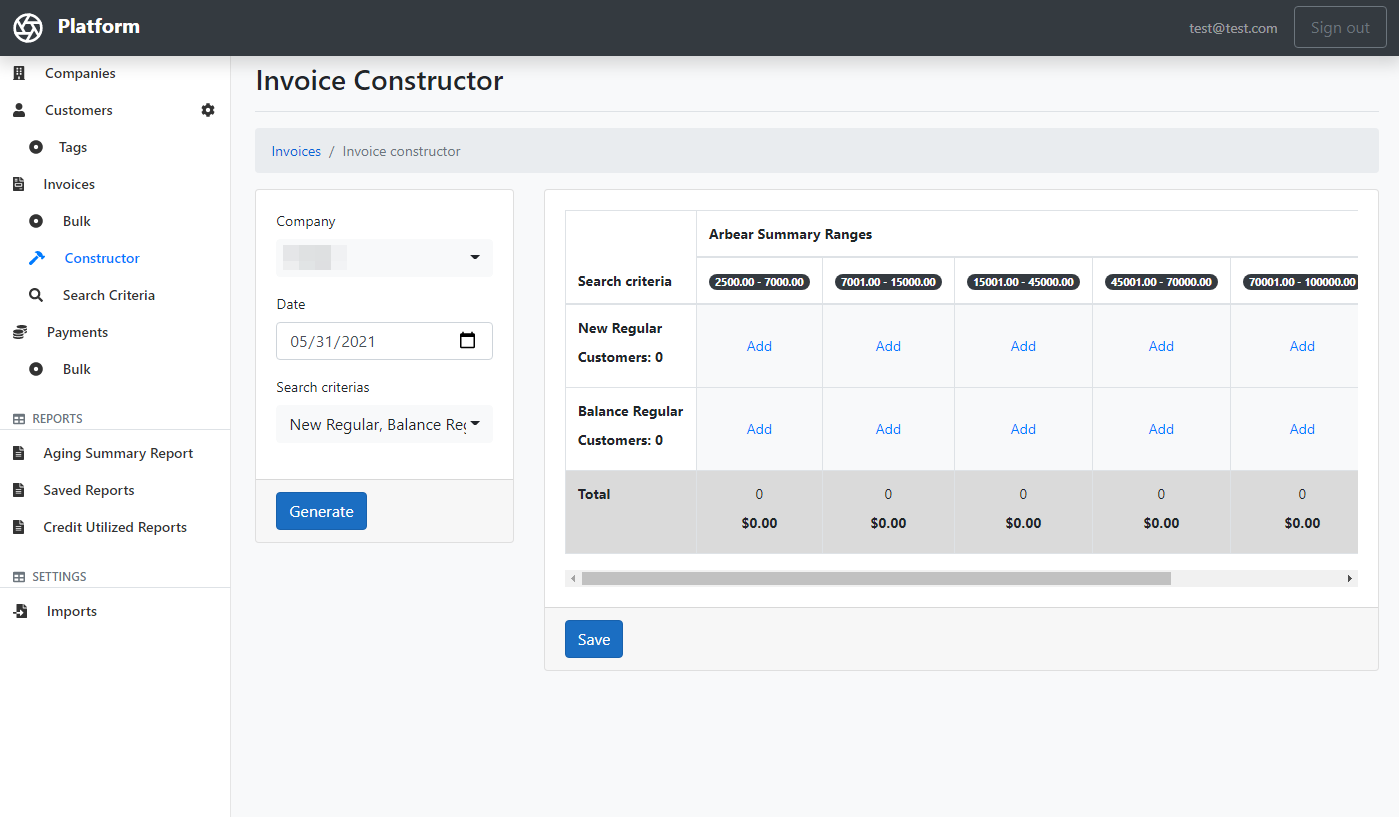 Platform
test@test.com
Sign out
Companies
Customers
Tags
Invoices
Bulk
Constructor
Search Criteria
Payments
Bulk
REPORTS
Aging Summary Report
Saved Reports
Credit Utilized Reports
SETTINGS
Imports
Invoice Constructor
Invoices / Invoice constructor
Company
Date
05/31/2021
Search criterias
New Regular, Balance Reg
Generate
Arbear Summary Ranges
Search criteria 2500.00 - 7000.00 7001.00 - 15000.00 15001.00 - 45000.00 45001.00 - 70000.00 70001.00 - 100000.00
New Regular
Customers: 0
Add Add Add Add Add
Balance Regular
Customers: 0
Add Add Add Add Add
Total 0 0 0 0 0
$0.00 $0.00 $0.00 $0.00 $0.00
Save